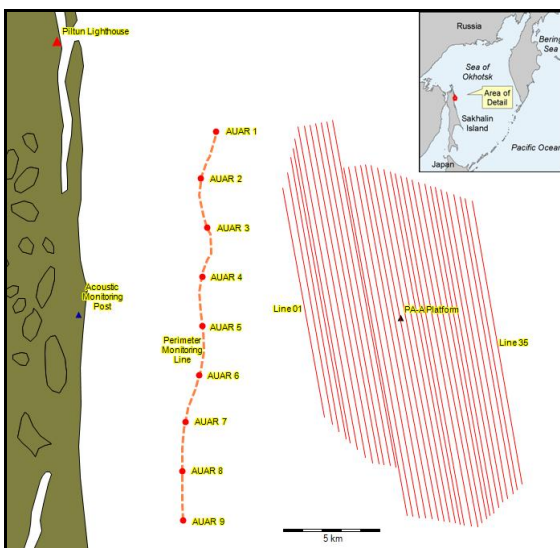 Piltun Lighthouse
Russia
Bering
Sea
Sea of
Okhotsk
Area of
Detail
Sakhalin
Island
Japan
Pacific Ocean
AUAR 1
AUAR 2
AUAR 3
AUAR 4
Acoustic
Monitoring
Post
Line 01
PA-A Platform
AUAR 5
Perimeter
Monitoring
Line
Line 35
AUAR 6
AUAR 7
AUAR 8
AUAR 9
5 km